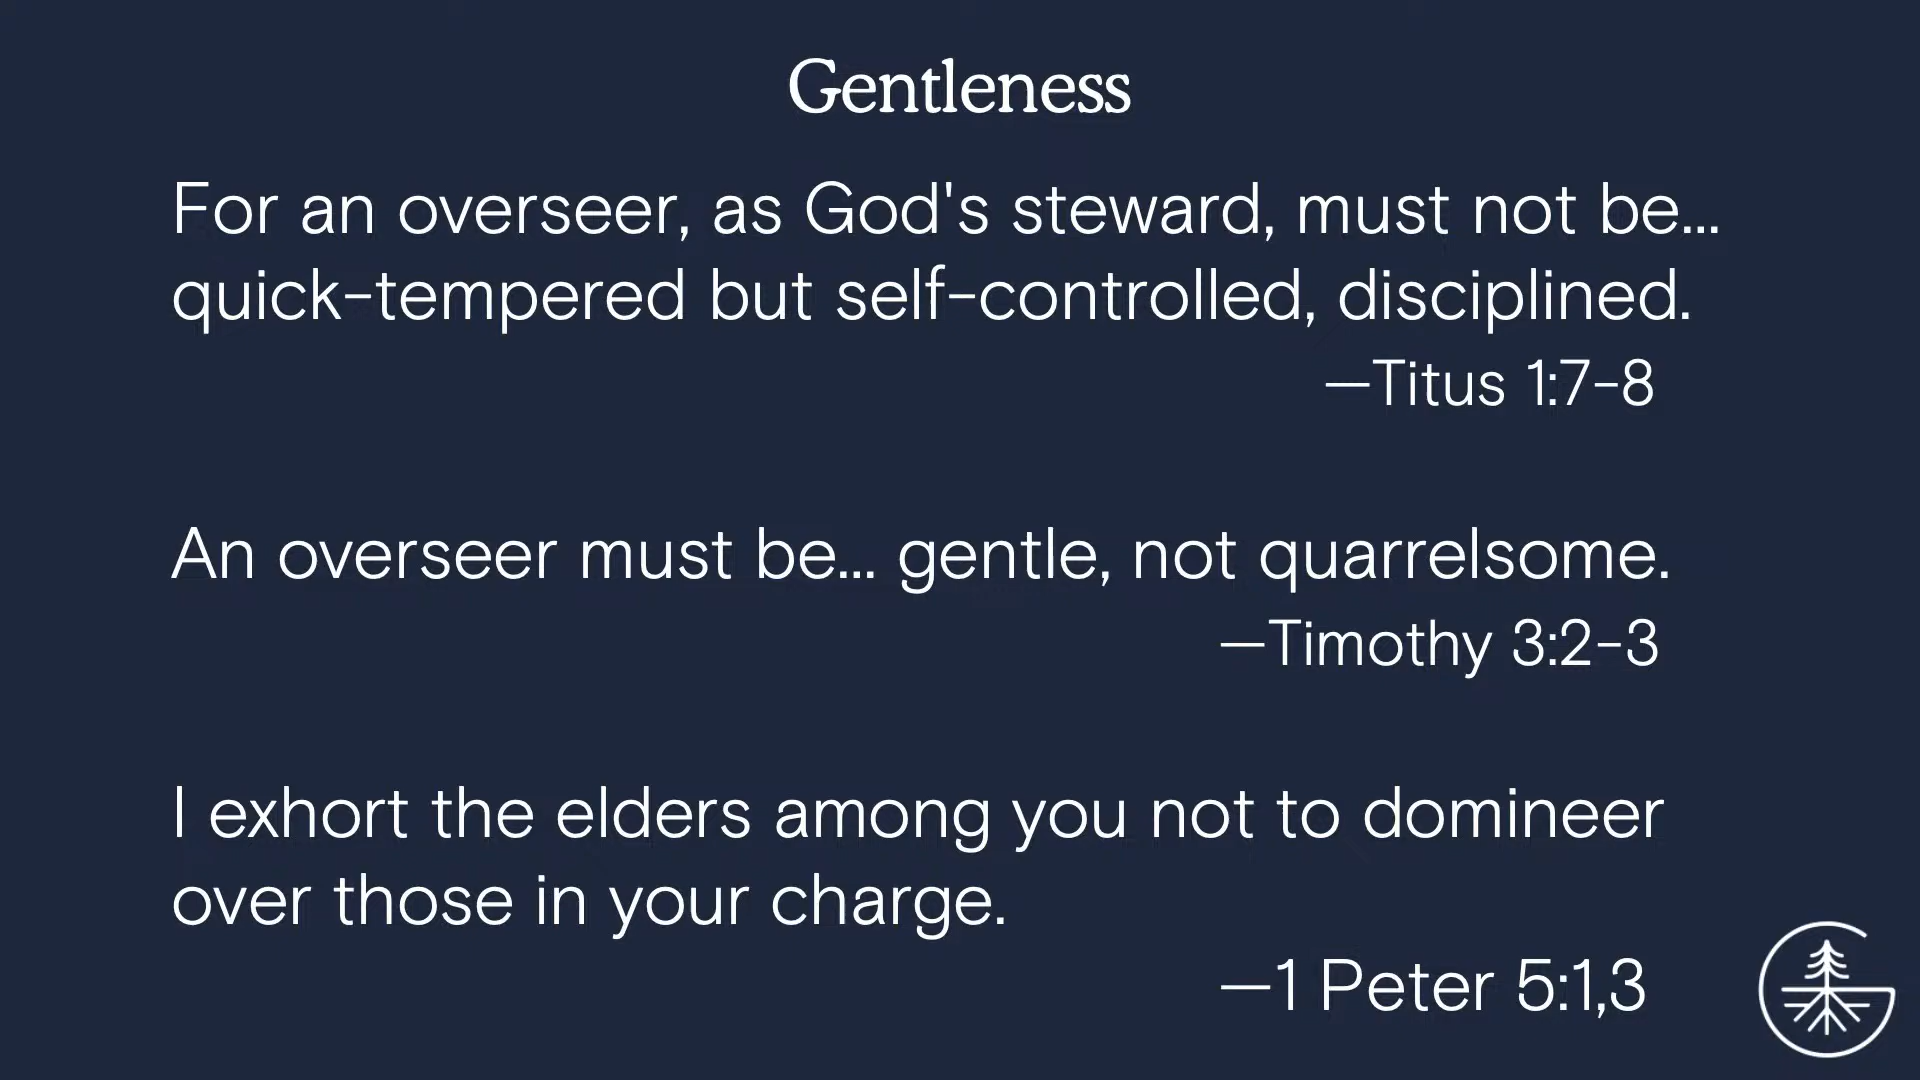 Gentleness
For an overseer, as God's steward, must not be...
quick-tempered but self-controlled, disciplined.
—Titus 1:7-8
An overseer must be... gentle, not quarrelsome.
—Timothy 3:2-3
I exhort the elders among you not to domineer
over those in your charge.
—1 Peter 5:1,3